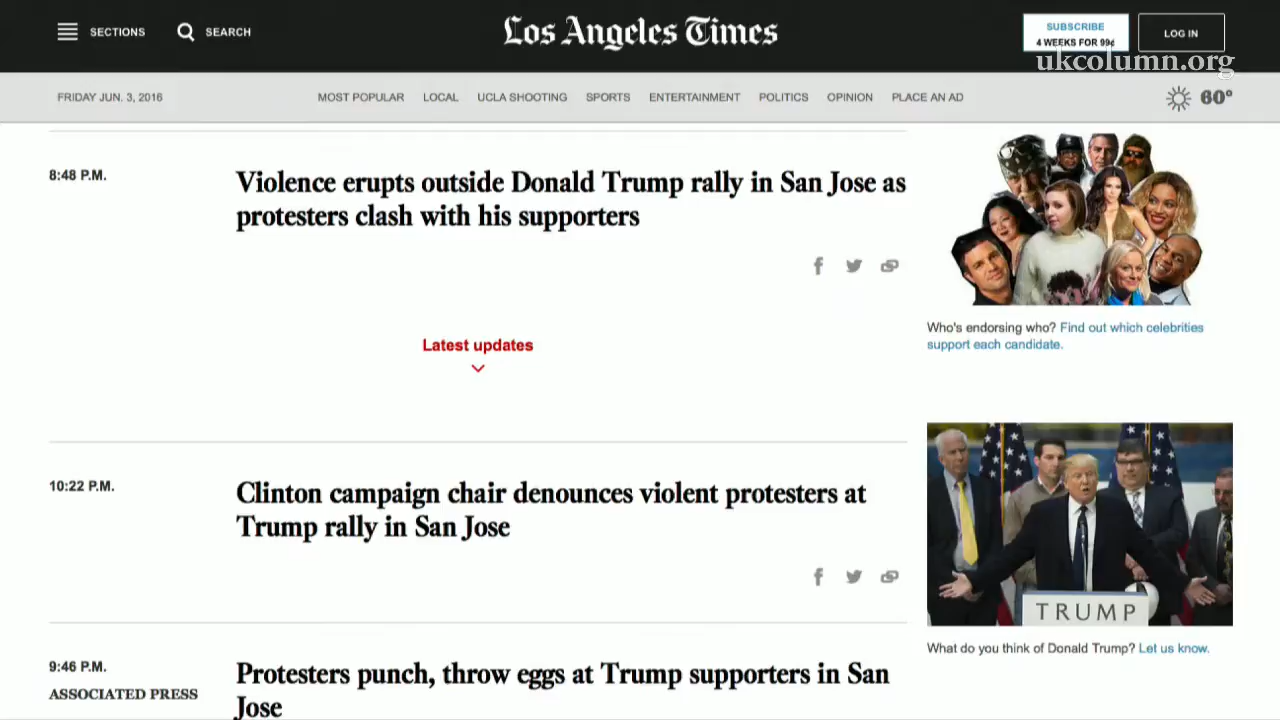 SECTIONS
SEARCH
Los Angeles Times
SUBSCRIBE
4 WEEKS FOR 99¢
LOG IN
ukcolumn.org
FRIDAY JUN. 3, 2016
MOST POPULAR
LOCAL
UCLA SHOOTING
SPORTS
ENTERTAINMENT
POLITICS
OPINION
PLACE AN AD
60°
8:48 P.M.
Violence erupts outside Donald Trump rally in San Jose as
protesters clash with his supporters
Who's endorsing who? Find out which celebrities
support each candidate.
Latest updates
10:22 P.M.
Clinton campaign chair denounces violent protesters at
Trump rally in San Jose
TRUMP
What do you think of Donald Trump? Let us know.
9:46 P.M.
ASSOCIATED PRESS
Protesters punch, throw eggs at Trump supporters in San
Jose